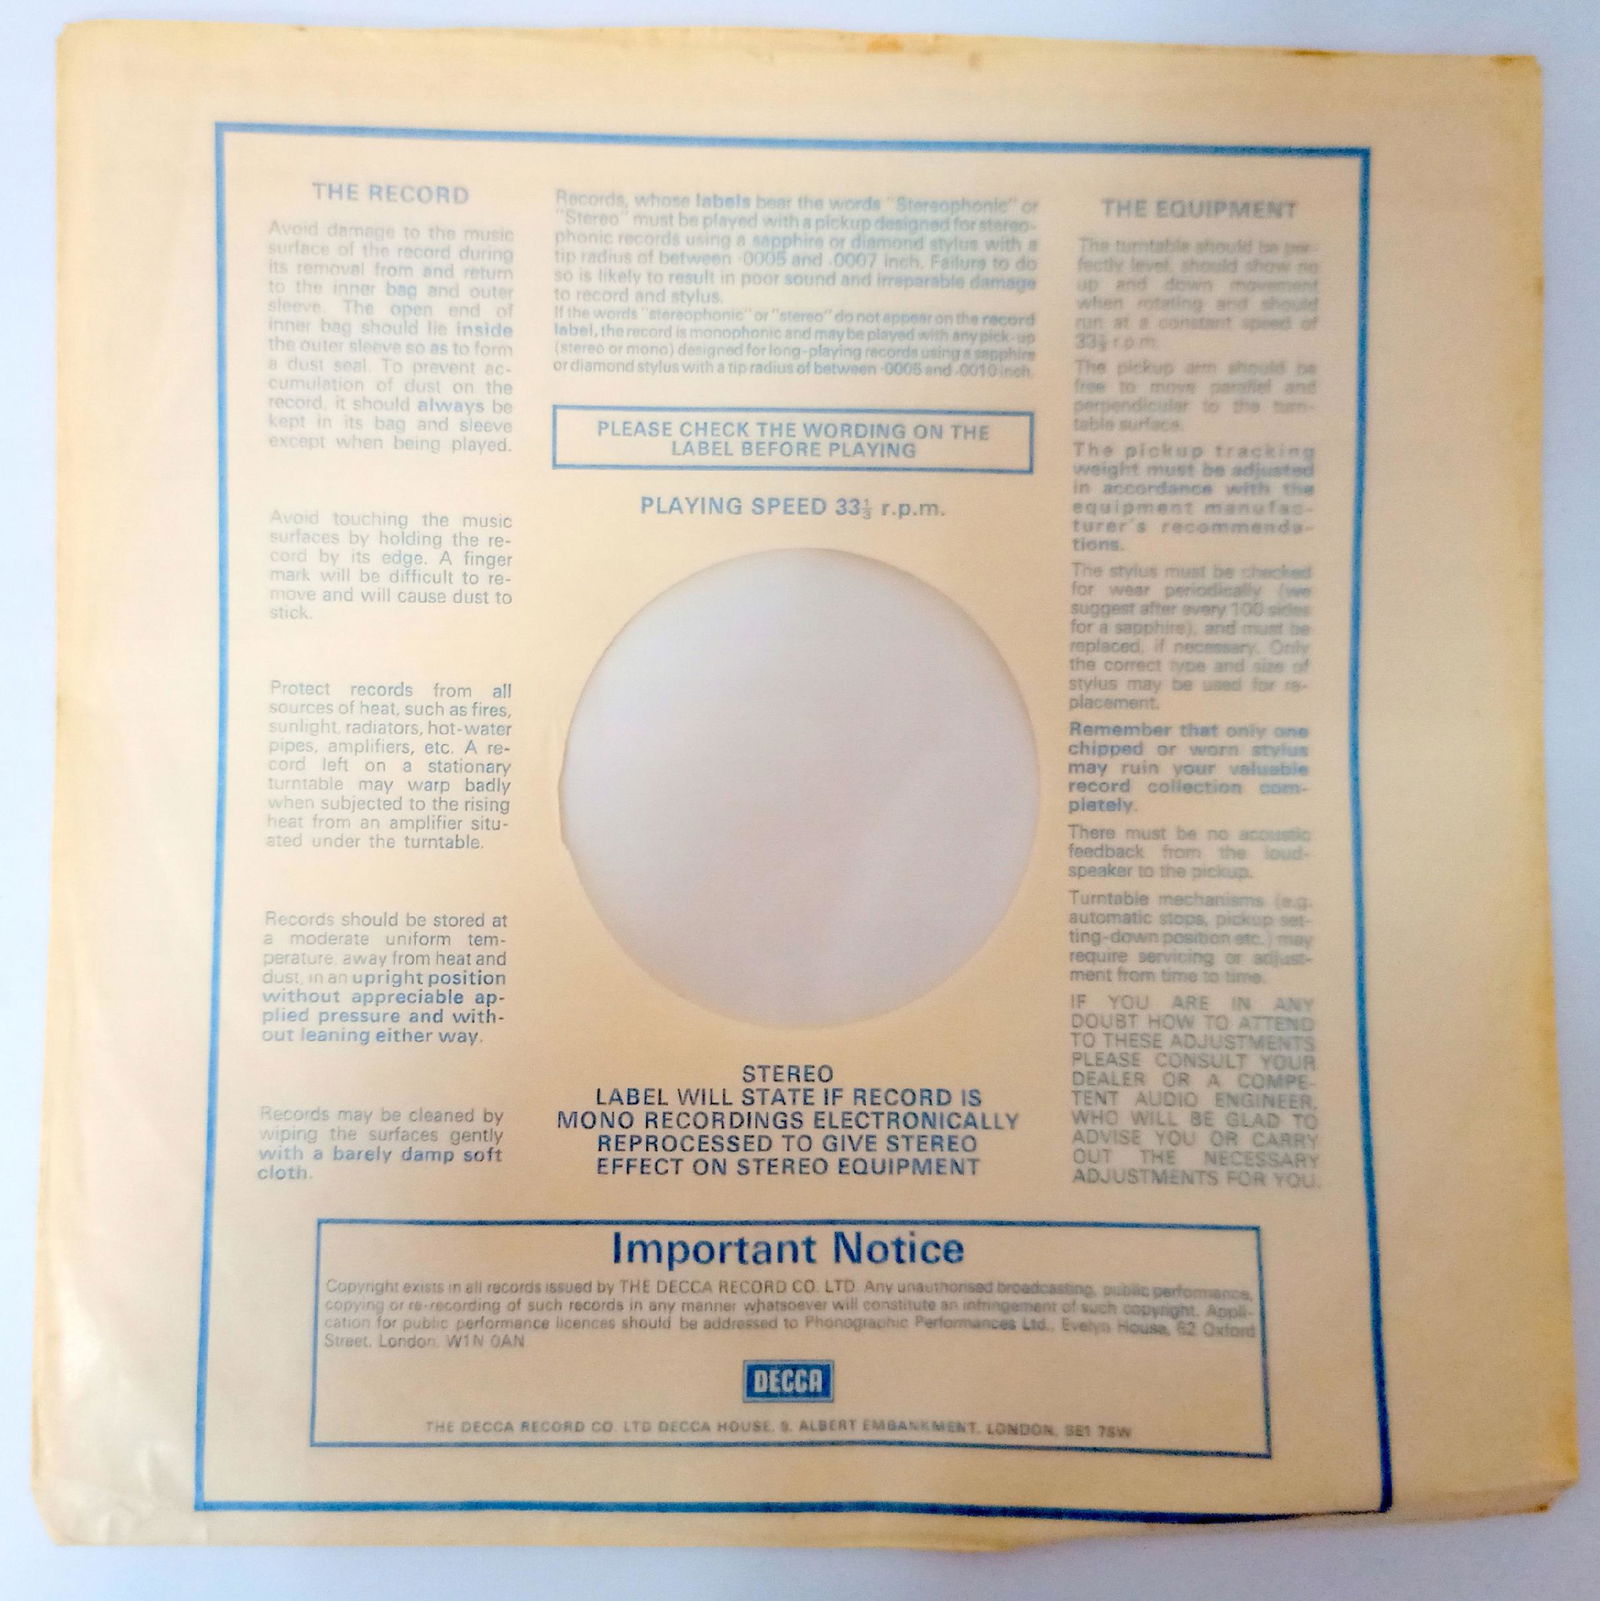 THE RECORD
Avoid damage to the music
surface of the record during
its removal from and return
to the inner bag and outer
sleeve. The open end of
inner bag should lie inside
the outer sleeve so as to form
a dust seal. To prevent ac-
cumulation of dust on the
record, it should always be
kept in its bag and sleeve
except when being played.
Avoid touching the music
surfaces by holding the re-
cord by its edge. A finger
mark will be difficult to re-
move and will cause dust to
stick.
Protect records from all
sources of heat, such as fires,
sunlight, radiators, hot-water
pipes, amplifiers, etc. A re-
cord left on a stationary
turntable may warp badly
when subjected to the rising
heat from an amplifier situ-
ated under the turntable.
Records should be stored at
a moderate uniform tem-
perature, away from heat and
dust, in an upright position
without appreciable ap-
plied pressure and with-
out leaning either way.
Records may be cleaned by
wiping the surfaces gently
with a barely damp soft
cloth.
Records, whose labels bear the words "Stereophonic" or
"Stereo" must be played with a pickup designed for stereo-
phonic records using a sapphire or diamond stylus with a
tip radius of between ·0005 and .0007 inch. Failure to do
so is likely to result in poor sound and irreparable damage
to record and stylus.
If the words "stereophonic" or "stereo" do not appear on the record
label, the record is monophonic and may be played with any pick-up
(stereo or mono) designed for long-playing records using a sapphire
or diamond stylus with a tip radius of between ·0005 and .0010 inch.
PLEASE CHECK THE WORDING ON THE
LABEL BEFORE PLAYING
PLAYING SPEED 33⅓ r.p.m.
STEREO
LABEL WILL STATE IF RECORD IS
MONO RECORDINGS ELECTRONICALLY
REPROCESSED TO GIVE STEREO
EFFECT ON STEREO EQUIPMENT
THE EQUIPMENT
The turntable should be per-
fectly level, should show no
up and down movement
when rotating and should
run at a constant speed of
33⅓ r.p.m.
The pickup arm should be
free to move parallel and
perpendicular to the turn-
table surface.
The pickup tracking
weight must be adjusted
in accordance with the
equipment manufac-
turer's recommenda-
tions.
The stylus must be checked
for wear periodically (we
suggest after every 100 sides
for a sapphire), and must be
replaced, if necessary. Only
the correct type and size of
stylus may be used for re-
placement.
Remember that only one
chipped or worn stylus
may ruin your valuable
record collection com-
pletely.
There must be no acoustic
feedback from the loud-
speaker to the pickup.
Turntable mechanisms (e.g.
automatic stops, pickup set-
ting-down position etc.) may
require servicing or adjust-
ment from time to time.
IF YOU ARE IN ANY
DOUBT HOW TO ATTEND
TO THESE ADJUSTMENTS
PLEASE CONSULT YOUR
DEALER OR A COMPE-
TENT AUDIO ENGINEER,
WHO WILL BE GLAD TO
ADVISE YOU OR CARRY
OUT THE NECESSARY
ADJUSTMENTS FOR YOU.
Important Notice
Copyright exists in all records issued by THE DECCA RECORD CO. LTD. Any unauthorised broadcasting, public performance,
copying or re-recording of such records in any manner whatsoever will constitute an infringement of such copyright. Appli-
cation for public performance licences should be addressed to Phonographic Performances Ltd., Evelyn House, 62 Oxford
Street, London, W1N 0AN
DECCA
THE DECCA RECORD CO. LTD DECCA HOUSE, 9, ALBERT EMBANKMENT, LONDON, SE1 7SW